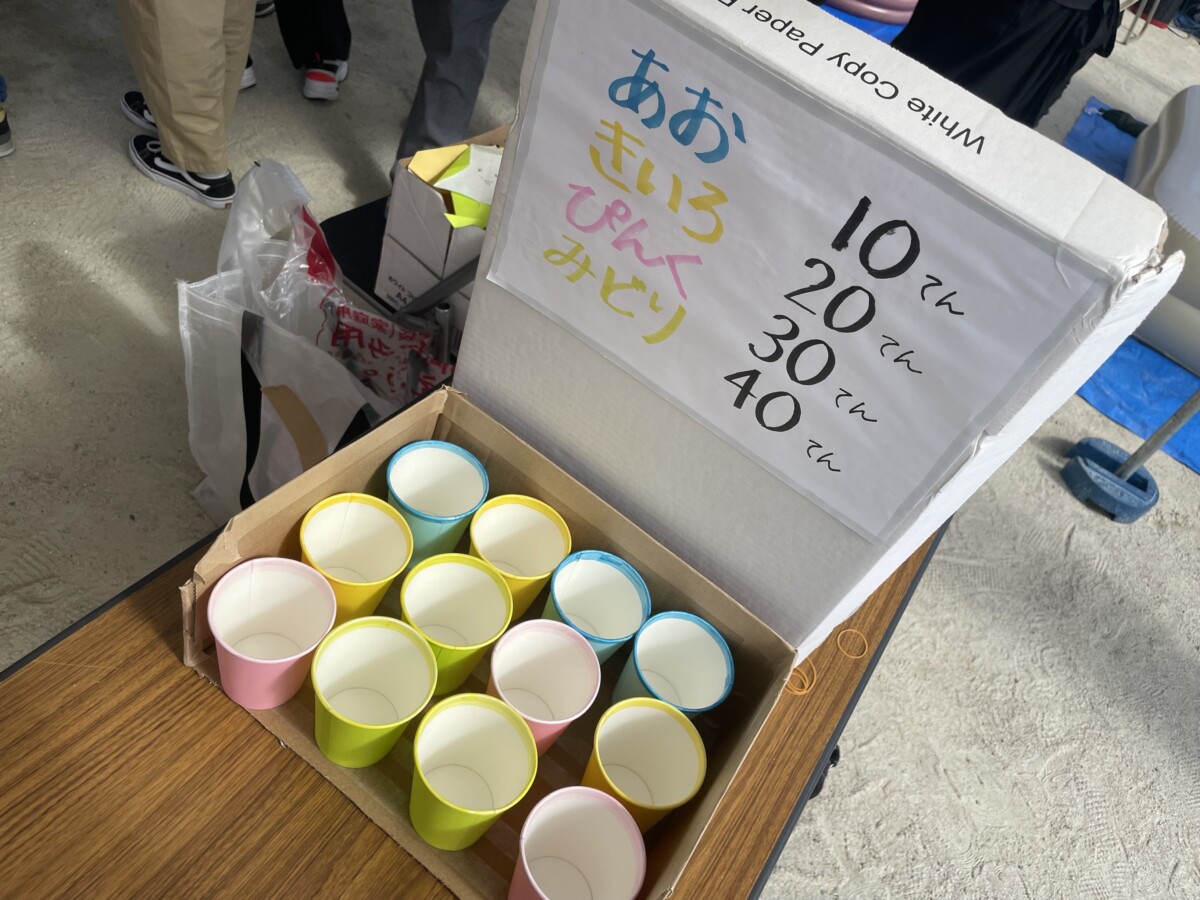 White Copy Paper
あお 10てん
きいろ 20てん
ぴんく 30てん
みどり 40てん